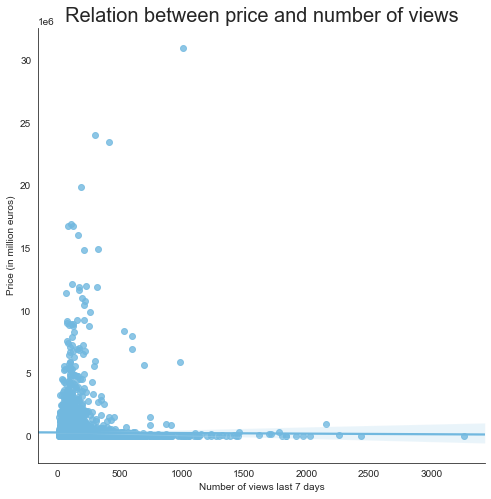 Relation between price and number of views
1e6
30
25
20
15
10
5
0
Price (in million euros)
0 500 1000 1500 2000 2500 3000
Number of views last 7 days